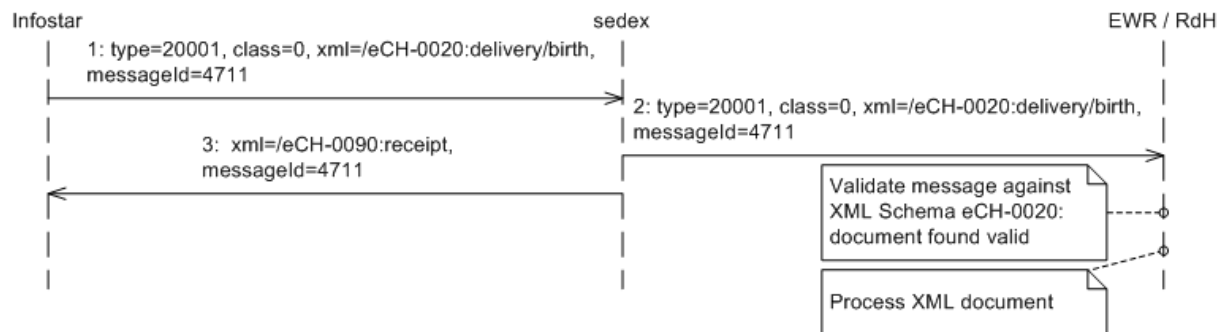 Infostar
sedex
EWR / RdH
1: type=20001, class=0, xml=/eCH-0020:delivery/birth,
messageId=4711
2: type=20001, class=0, xml=/eCH-0020:delivery/birth,
messageId=4711
3:  xml=/eCH-0090:receipt,
messageId=4711
Validate message against
XML Schema eCH-0020:
document found valid
Process XML document